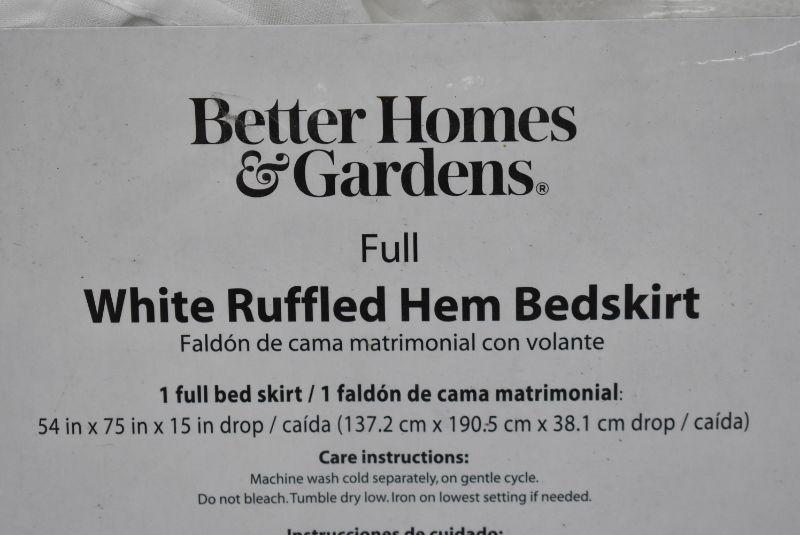 Better Homes
& Gardens®
Full
White Ruffled Hem Bedskirt
Faldón de cama matrimonial con volante
1 full bed skirt / 1 faldón de cama matrimonial:
54 in x 75 in x 15 in drop / caída (137.2 cm x 190.5 cm x 38.1 cm drop / caída)
Care instructions:
Machine wash cold separately, on gentle cycle.
Do not bleach. Tumble dry low. Iron on lowest setting if needed.
Instrucciones de cuidado: